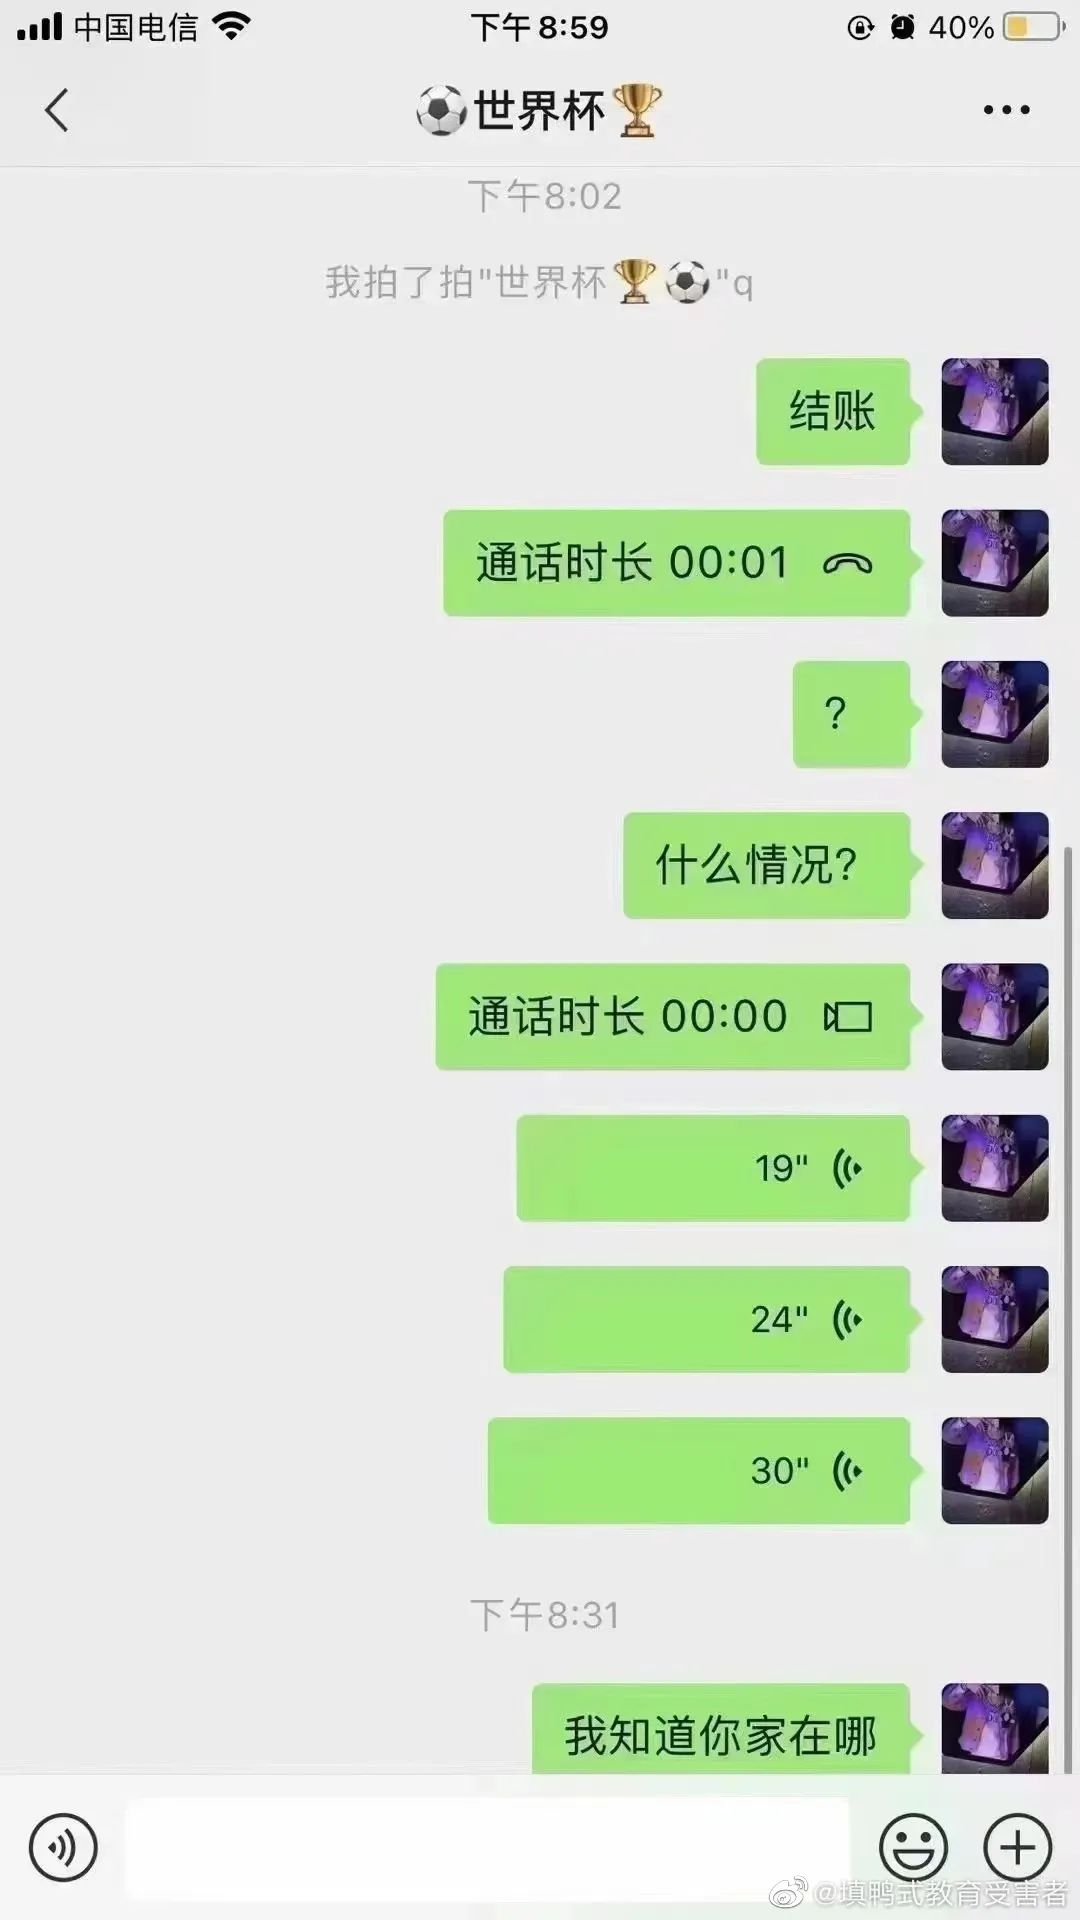 中国电信 下午 8:59 40%
⚽世界杯🏆
下午8:02
我拍了拍"世界杯🏆⚽"q
结账
通话时长 00:01
?
什么情况?
通话时长 00:00
19"
24"
30"
下午8:31
我知道你家在哪
@填鸭式教育受害者